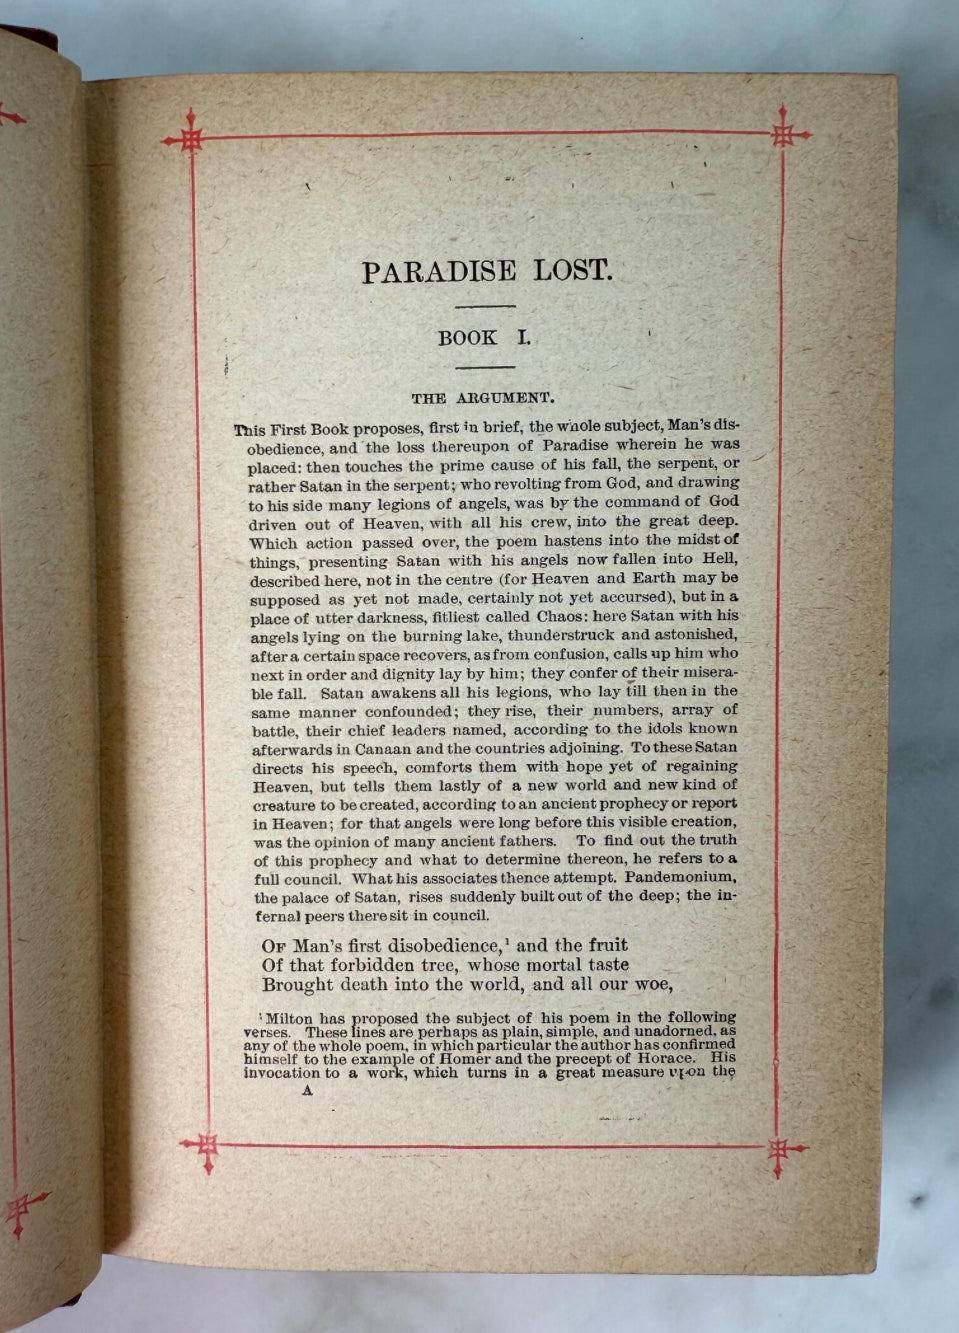 PARADISE LOST.
BOOK I.
THE ARGUMENT.
This First Book proposes, first in brief, the whole subject, Man's dis-
obedience, and the loss thereupon of Paradise wherein he was
placed: then touches the prime cause of his fall, the serpent, or
rather Satan in the serpent; who revolting from God, and drawing
to his side many legions of angels, was by the command of God
driven out of Heaven, with all his crew, into the great deep.
Which action passed over, the poem hastens into the midst of
things, presenting Satan with his angels now fallen into Hell,
described here, not in the centre (for Heaven and Earth may be
supposed as yet not made, certainly not yet accursed), but in a
place of utter darkness, fitliest called Chaos: here Satan with his
angels lying on the burning lake, thunderstruck and astonished,
after a certain space recovers, as from confusion, calls up him who
next in order and dignity lay by him; they confer of their misera-
ble fall. Satan awakens all his legions, who lay till then in the
same manner confounded; they rise, their numbers, array of
battle, their chief leaders named, according to the idols known
afterwards in Canaan and the countries adjoining. To these Satan
directs his speech, comforts them with hope yet of regaining
Heaven, but tells them lastly of a new world and new kind of
creature to be created, according to an ancient prophecy or report
in Heaven; for that angels were long before this visible creation,
was the opinion of many ancient fathers. To find out the truth
of this prophecy and what to determine thereon, he refers to a
full council. What his associates thence attempt. Pandemonium,
the palace of Satan, rises suddenly built out of the deep; the in-
fernal peers there sit in council.
OF Man's first disobedience,¹ and the fruit
Of that forbidden tree, whose mortal taste
Brought death into the world, and all our woe,
¹ Milton has proposed the subject of his poem in the following
verses. These lines are perhaps as plain, simple, and unadorned, as
any of the whole poem, in which particular the author has confirmed
himself to the example of Homer and the precept of Horace. His
invocation to a work, which turns in a great measure upon the
A